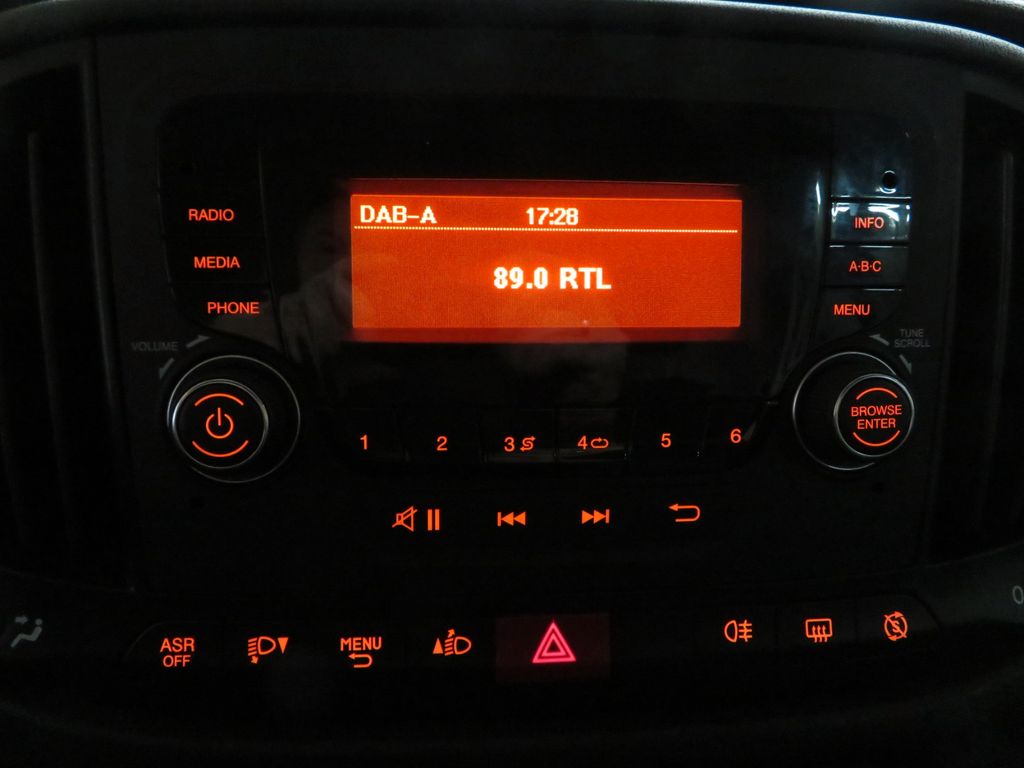 DAB-A 17:28
89.0 RTL
RADIO
MEDIA
PHONE
VOLUME
INFO
A·B·C
MENU
TUNE
SCROLL
BROWSE
ENTER
1 2 3 4 5 6
ASR
OFF
MENU
0